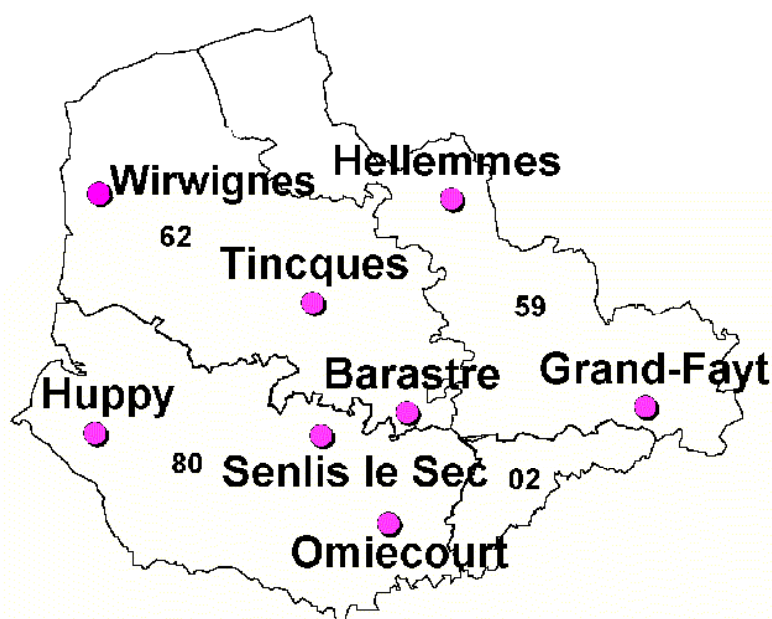 Hellemmes
Wirwignes
62
Tincques
59
Barastre
Grand-Fayt
Huppy
80
Senlis le Sec
02
Omiecourt